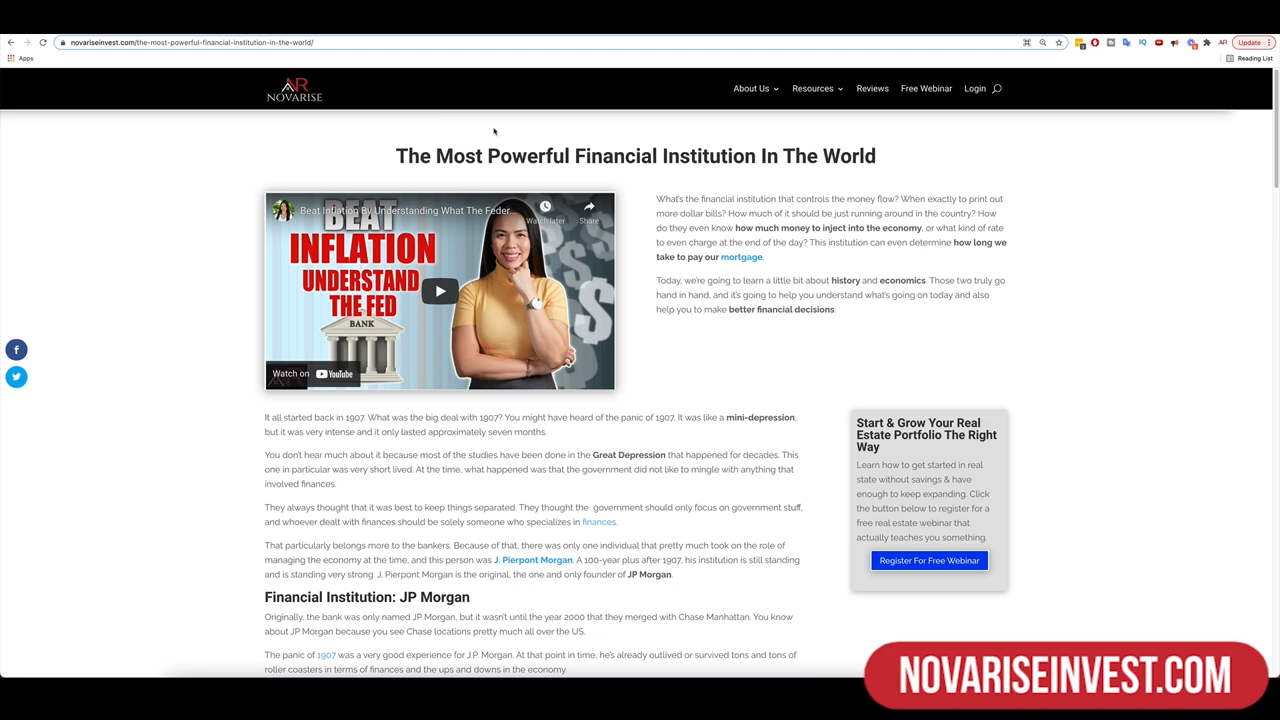 novariseinvest.com/the-most-powerful-financial-institution-in-the-world/
Update
Apps
Reading List
NOVARISE
About Us
Resources
Reviews
Free Webinar
Login
The Most Powerful Financial Institution In The World
Beat Inflation By Understanding What The Feder...
Watch later
Share
BEAT
INFLATION
UNDERSTAND
THE FED
BANK
Watch on YouTube
What's the financial institution that controls the money flow? When exactly to print out
more dollar bills? How much of it should be just running around in the country? How
do they even know how much money to inject into the economy, or what kind of rate
to even charge at the end of the day? This institution can even determine how long we
take to pay our mortgage.
Today, we're going to learn a little bit about history and economics. Those two truly go
hand in hand, and it's going to help you understand what's going on today and also
help you to make better financial decisions.
It all started back in 1907. What was the big deal with 1907? You might have heard of the panic of 1907. It was like a mini-depression,
but it was very intense and it only lasted approximately seven months.
You don't hear much about it because most of the studies have been done in the Great Depression that happened for decades. This
one in particular was very short lived. At the time, what happened was that the government did not like to mingle with anything that
involved finances.
They always thought that it was best to keep things separated. They thought the government should only focus on government stuff,
and whoever dealt with finances should be solely someone who specializes in finances.
That particularly belongs more to the bankers. Because of that, there was only one individual that pretty much took on the role of
managing the economy at the time, and this person was J. Pierpont Morgan. A 100-year plus after 1907, his institution is still standing
and is standing very strong. J. Pierpont Morgan is the original, the one and only founder of JP Morgan.
Financial Institution: JP Morgan
Originally, the bank was only named JP Morgan, but it wasn't until the year 2000 that they merged with Chase Manhattan. You know
about JP Morgan because you see Chase locations pretty much all over the US.
The panic of 1907 was a very good experience for J.P. Morgan. At that point in time, he's already outlived or survived tons and tons of
roller coasters in terms of finances and the ups and downs in the economy.
Start & Grow Your Real
Estate Portfolio The Right
Way
Learn how to get started in real
state without savings & have
enough to keep expanding. Click
the button below to register for a
free real estate webinar that
actually teaches you something.
Register For Free Webinar
NOVARISEINVEST.COM